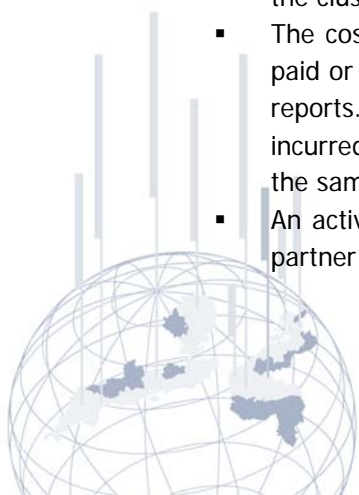 the clus
▪ The cos
paid or
reports.
incurred
the sam
▪ An activ
partner